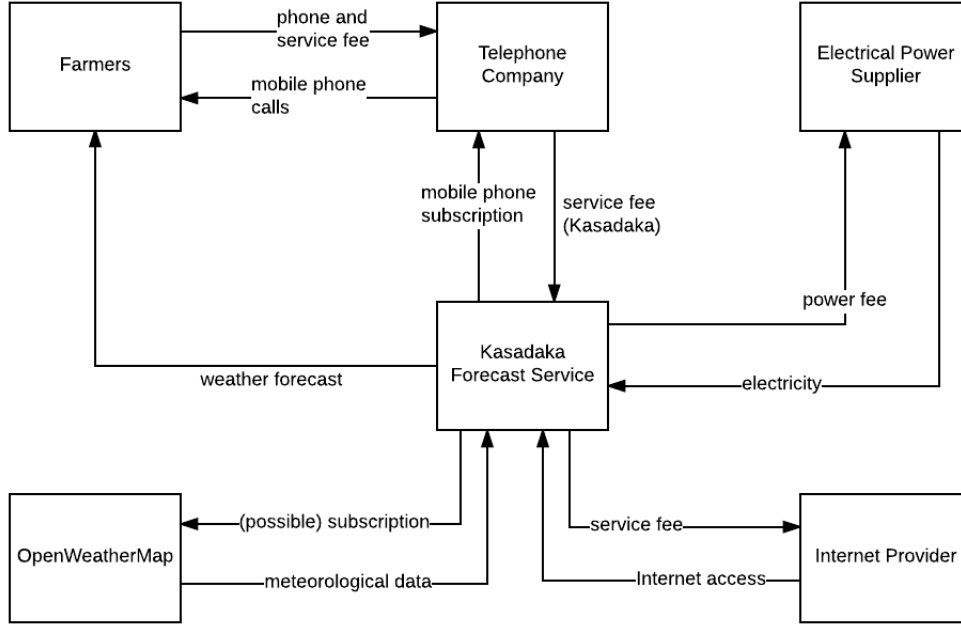 phone and
service fee
Farmers
Telephone
Company
Electrical Power
Supplier
mobile phone
calls
mobile phone
subscription
service fee
(Kasadaka)
power fee
Kasadaka
Forecast Service
weather forecast
electricity
(possible) subscription
service fee
OpenWeatherMap
Internet Provider
meteorological data
Internet access